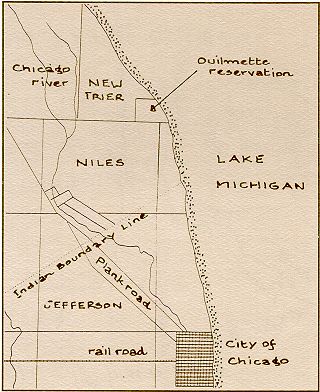 Ouilmette
reservation
Chicago
river
NEW
TRIER
NILES
LAKE
MICHIGAN
Indian Boundary Line
Plank road
JEFFERSON
rail road
City of
Chicago